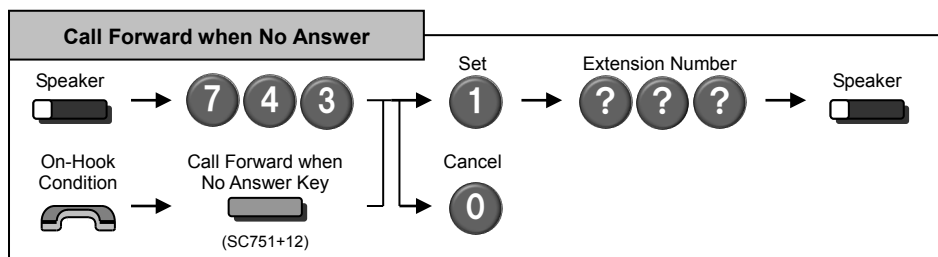 Call Forward when No Answer
Speaker
7 4 3
Set
1
Extension Number
? ? ?
Speaker
On-Hook
Condition
Call Forward when
No Answer Key
(SC751+12)
Cancel
0